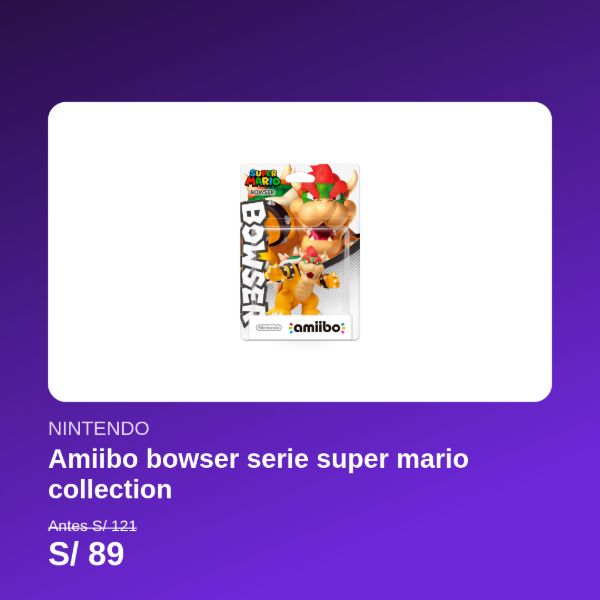 SUPER
MARIO
BOWSER
BOWSER
Nintendo
amiibo
NINTENDO
Amiibo bowser serie super mario
collection
Antes S/ 121
S/ 89